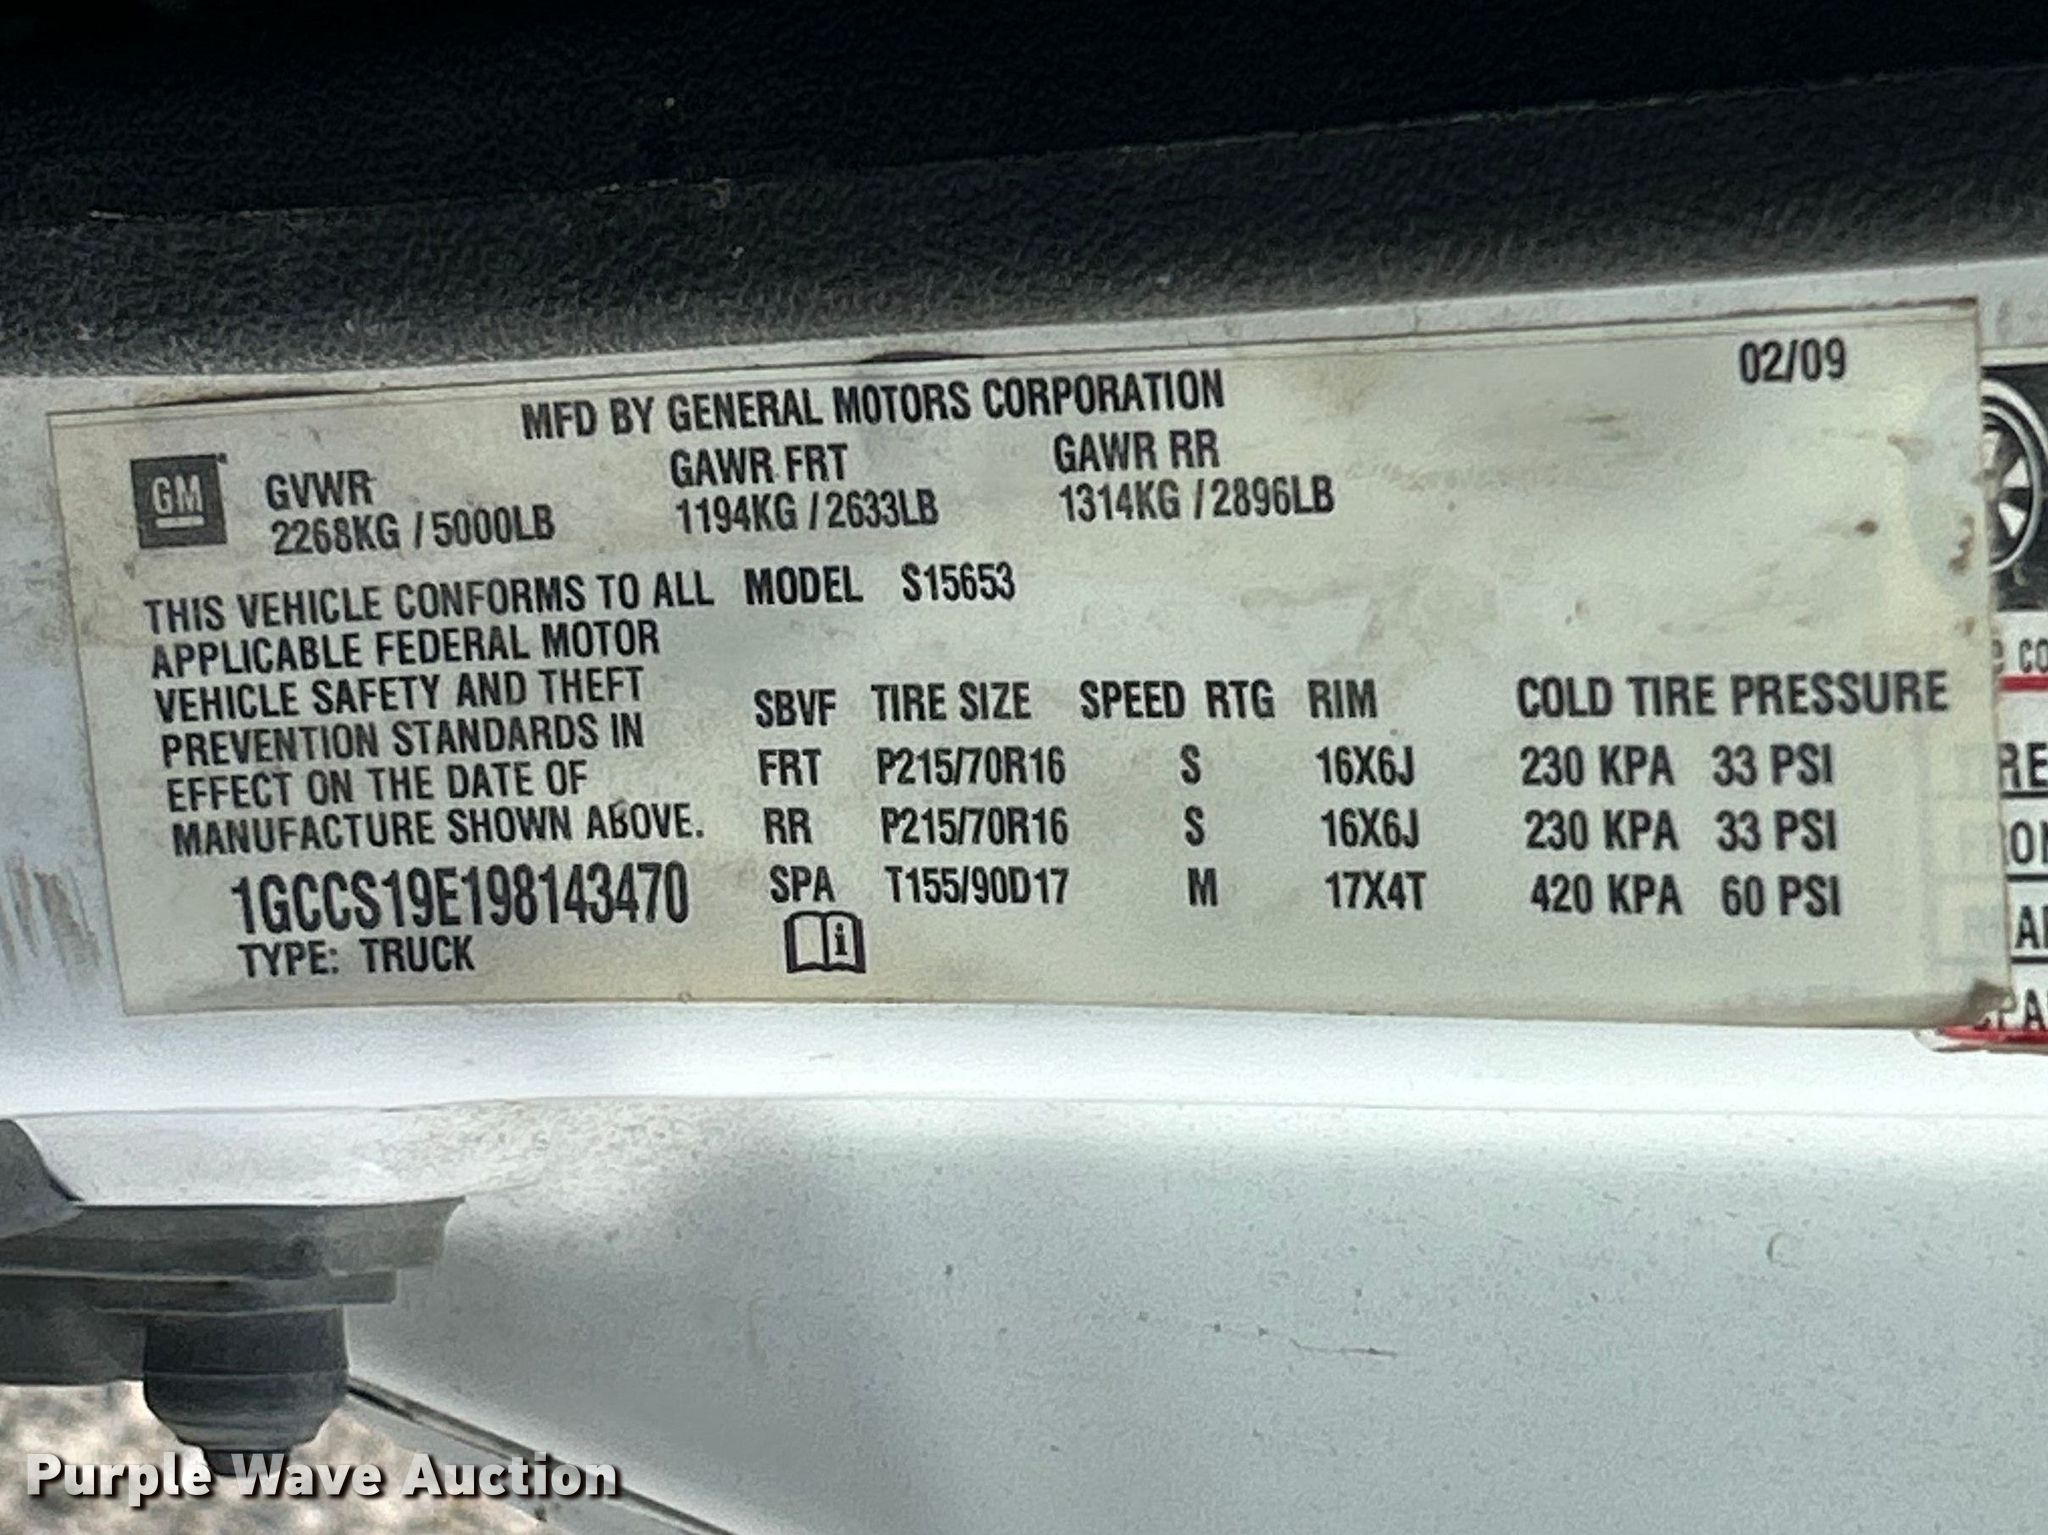 02/09
MFD BY GENERAL MOTORS CORPORATION
GM
GVWR GAWR FRT GAWR RR
2268KG / 5000LB 1194KG / 2633LB 1314KG / 2896LB
THIS VEHICLE CONFORMS TO ALL MODEL S15653
APPLICABLE FEDERAL MOTOR
VEHICLE SAFETY AND THEFT
PREVENTION STANDARDS IN
EFFECT ON THE DATE OF
MANUFACTURE SHOWN ABOVE.
1GCCS19E198143470
TYPE: TRUCK
SBVF TIRE SIZE SPEED RTG RIM COLD TIRE PRESSURE
FRT P215/70R16 S 16X6J 230 KPA 33 PSI
RR P215/70R16 S 16X6J 230 KPA 33 PSI
SPA T155/90D17 M 17X4T 420 KPA 60 PSI
i
Purple Wave Auction